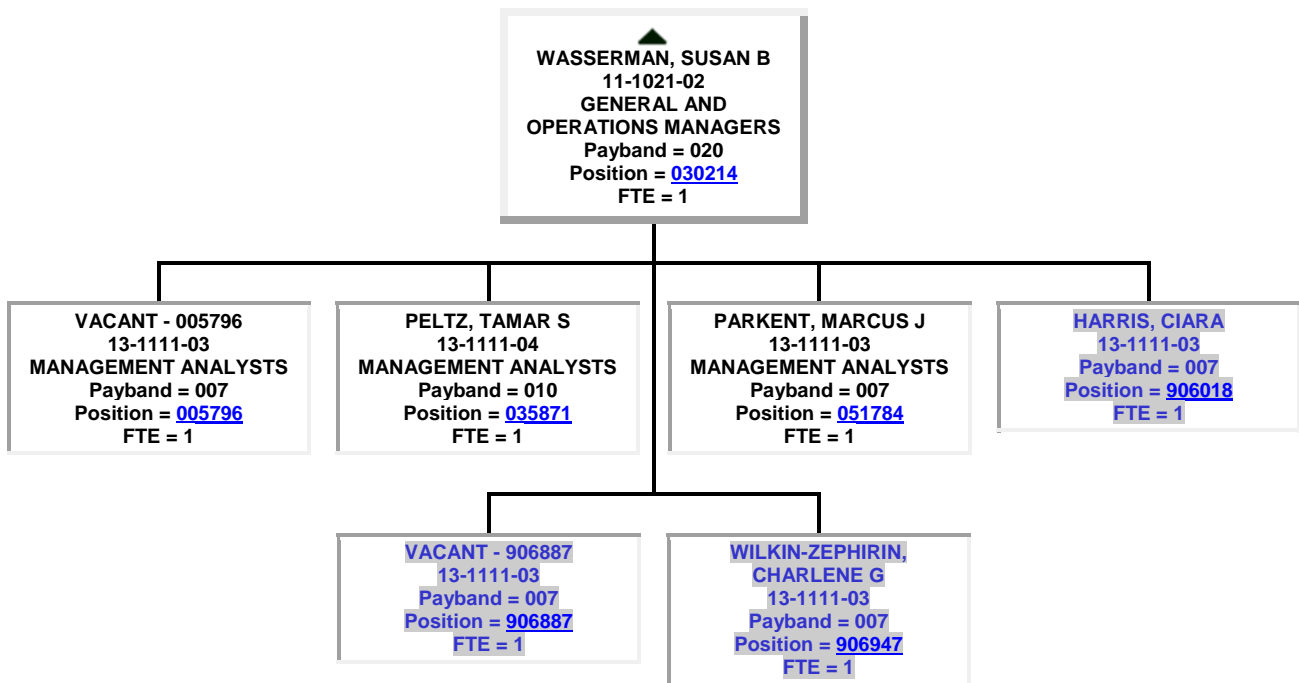 WASSERMAN, SUSAN B
11-1021-02
GENERAL AND
OPERATIONS MANAGERS
Payband = 020
Position = 030214
FTE = 1
VACANT - 005796
13-1111-03
MANAGEMENT ANALYSTS
Payband = 007
Position = 005796
FTE = 1
PELTZ, TAMAR S
13-1111-04
MANAGEMENT ANALYSTS
Payband = 010
Position = 035871
FTE = 1
PARKENT, MARCUS J
13-1111-03
MANAGEMENT ANALYSTS
Payband = 007
Position = 051784
FTE = 1
HARRIS, CIARA
13-1111-03
Payband = 007
Position = 906018
FTE = 1
VACANT - 906887
13-1111-03
Payband = 007
Position = 906887
FTE = 1
WILKIN-ZEPHIRIN,
CHARLENE G
13-1111-03
Payband = 007
Position = 906947
FTE = 1